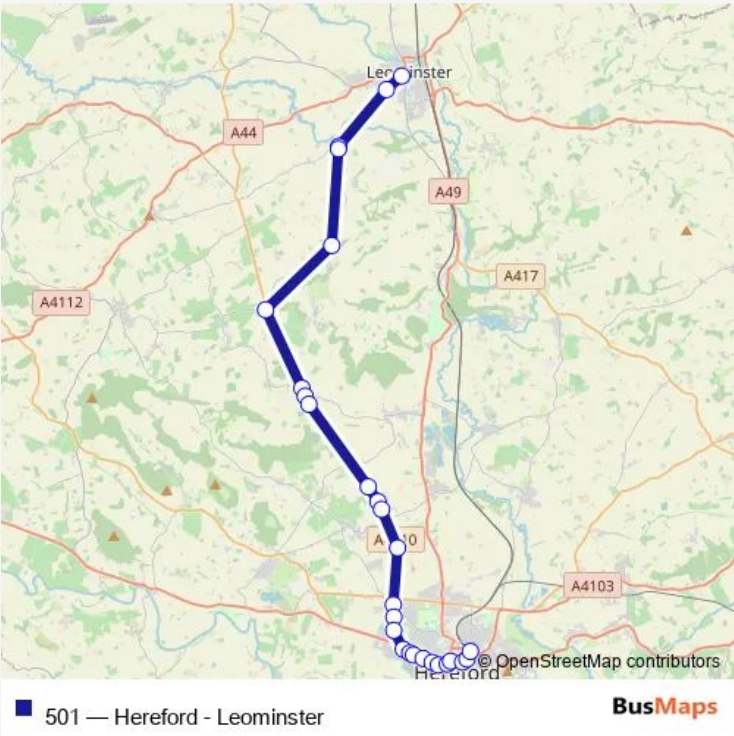 Leominster
A44
A49
A417
A4112
A4103
© OpenStreetMap contributors
Hereford
501 — Hereford - Leominster
BusMaps